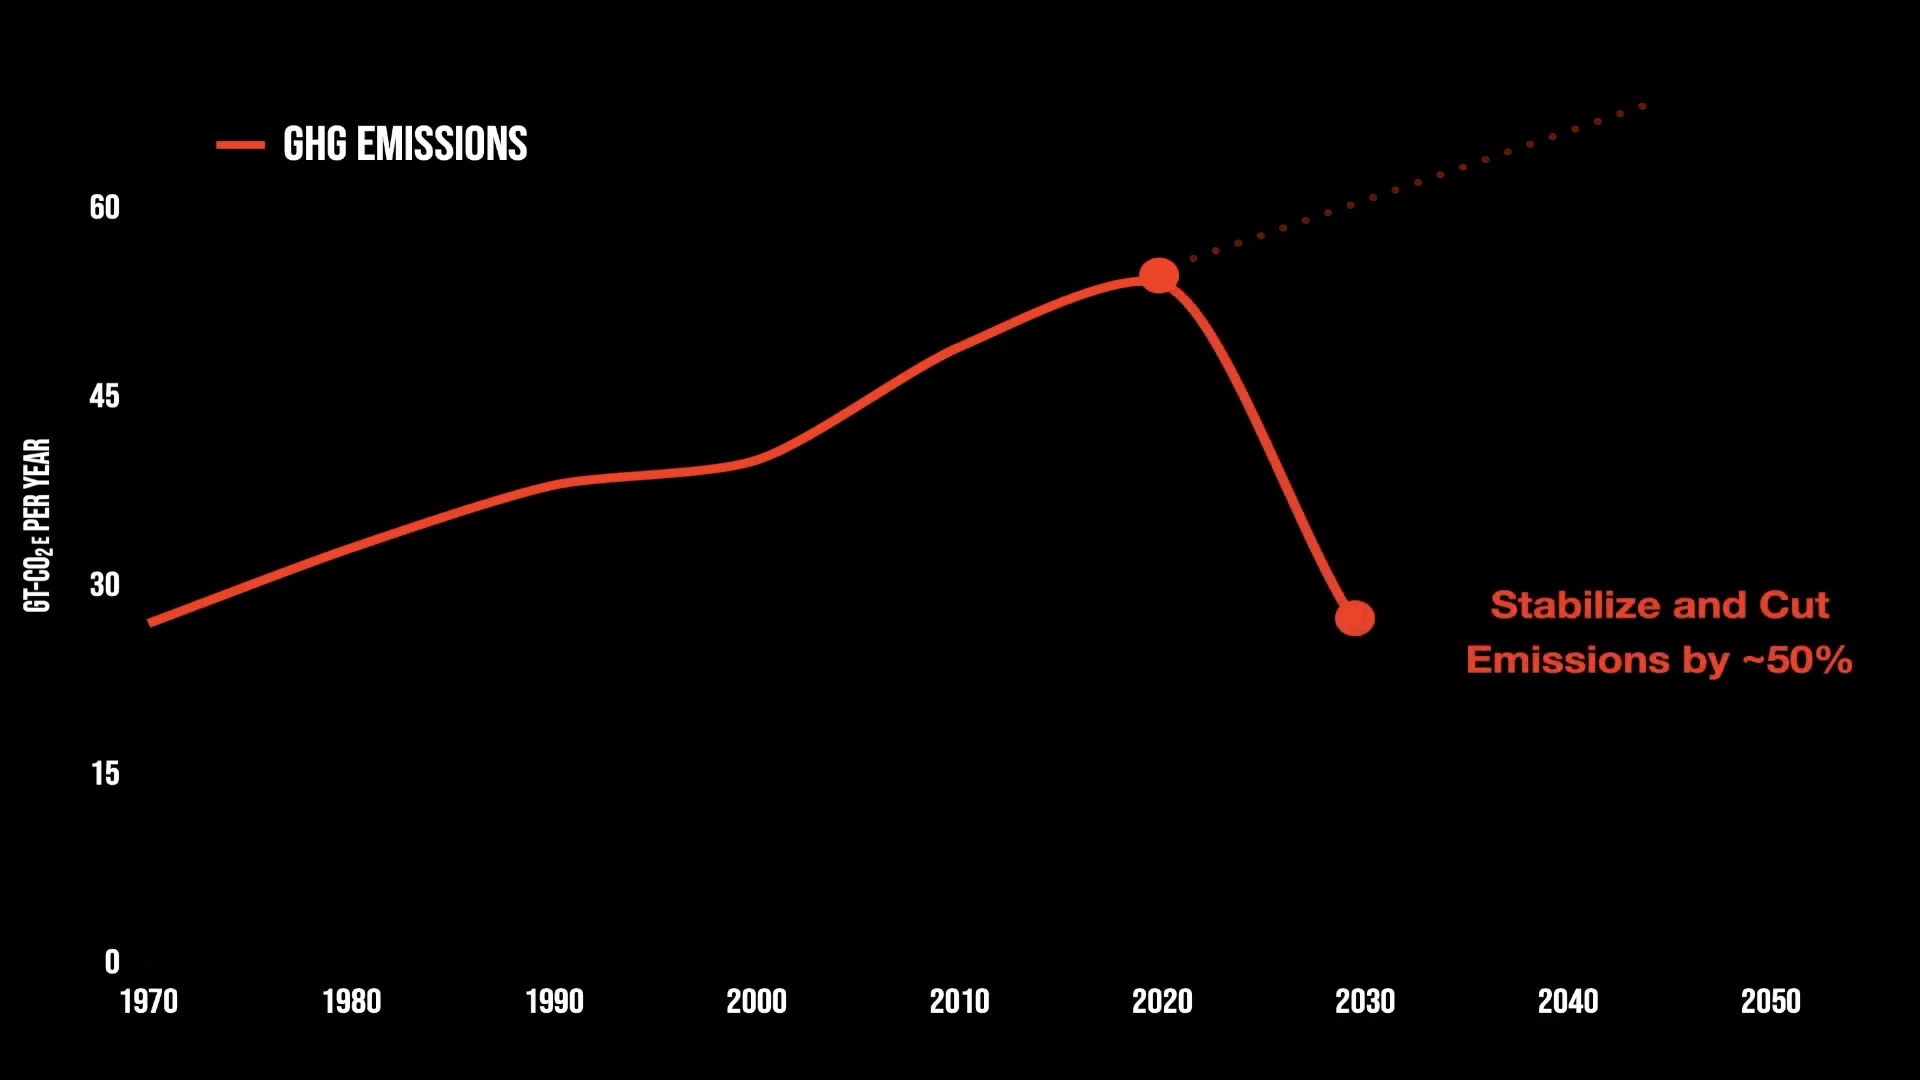 GHG EMISSIONS
60
45
30
15
0
GT-CO₂E PER YEAR
1970 1980 1990 2000 2010 2020 2030 2040 2050
Stabilize and Cut
Emissions by ~50%